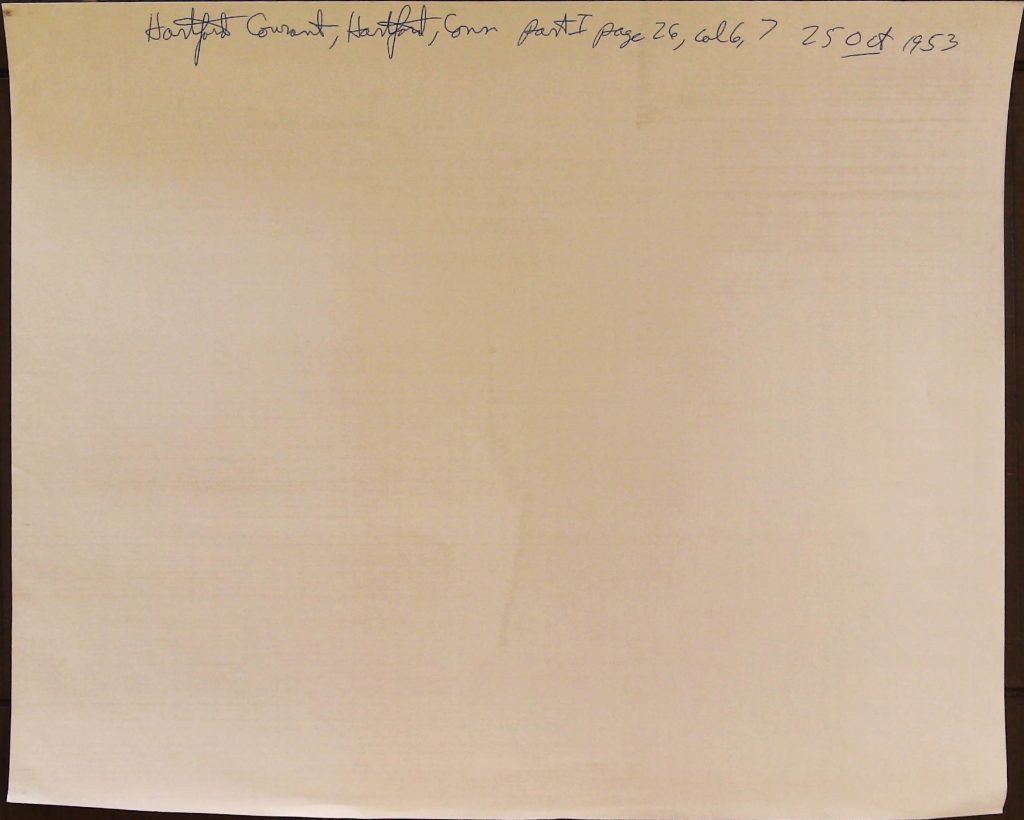 Hartford Courant, Hartford, Conn part I page 26, col 6, 7 25 Oct 1953